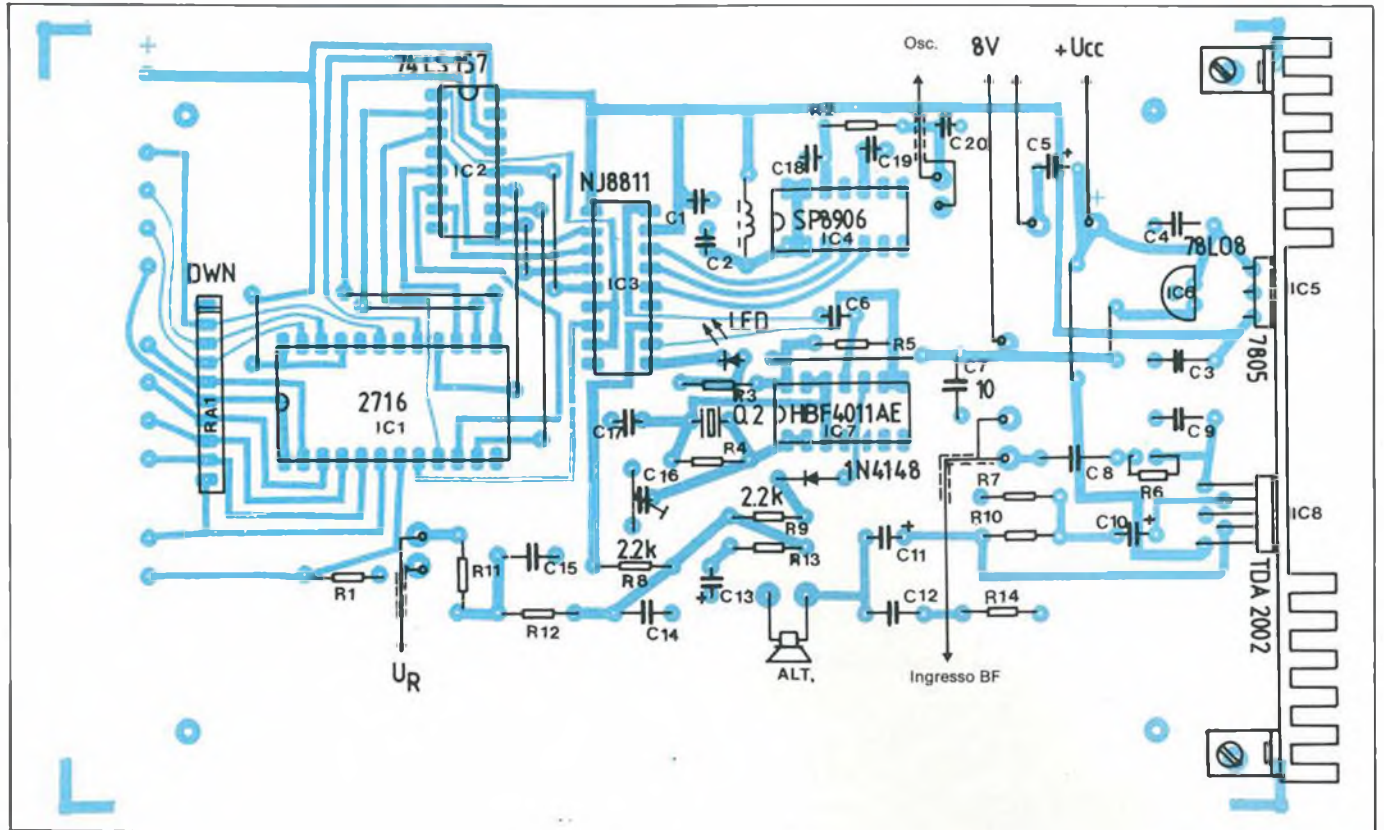 Osc. 8V +Ucc
+
74LS157
C20
C5 +
C18 C19
IC2
NJ8811
C1
SP8906
IC4
C2
+
C4
78L08
DWN
IC3
IC6
IC5
C6
LED
R5
7805
C7
C3
10
2716
IC1
RA1
R3
Q2
HBF4011AE
IC7
C17
C9
R4
1N4148
C16
R7
C8
R6
2.2k
R9
R10
C10 +
IC8
+
C11
2.2k
R13
R11
C15
R8
R1
+ C13
C12
R14
TDA 2002
R12
C14
UR
ALT.
Ingresso BF